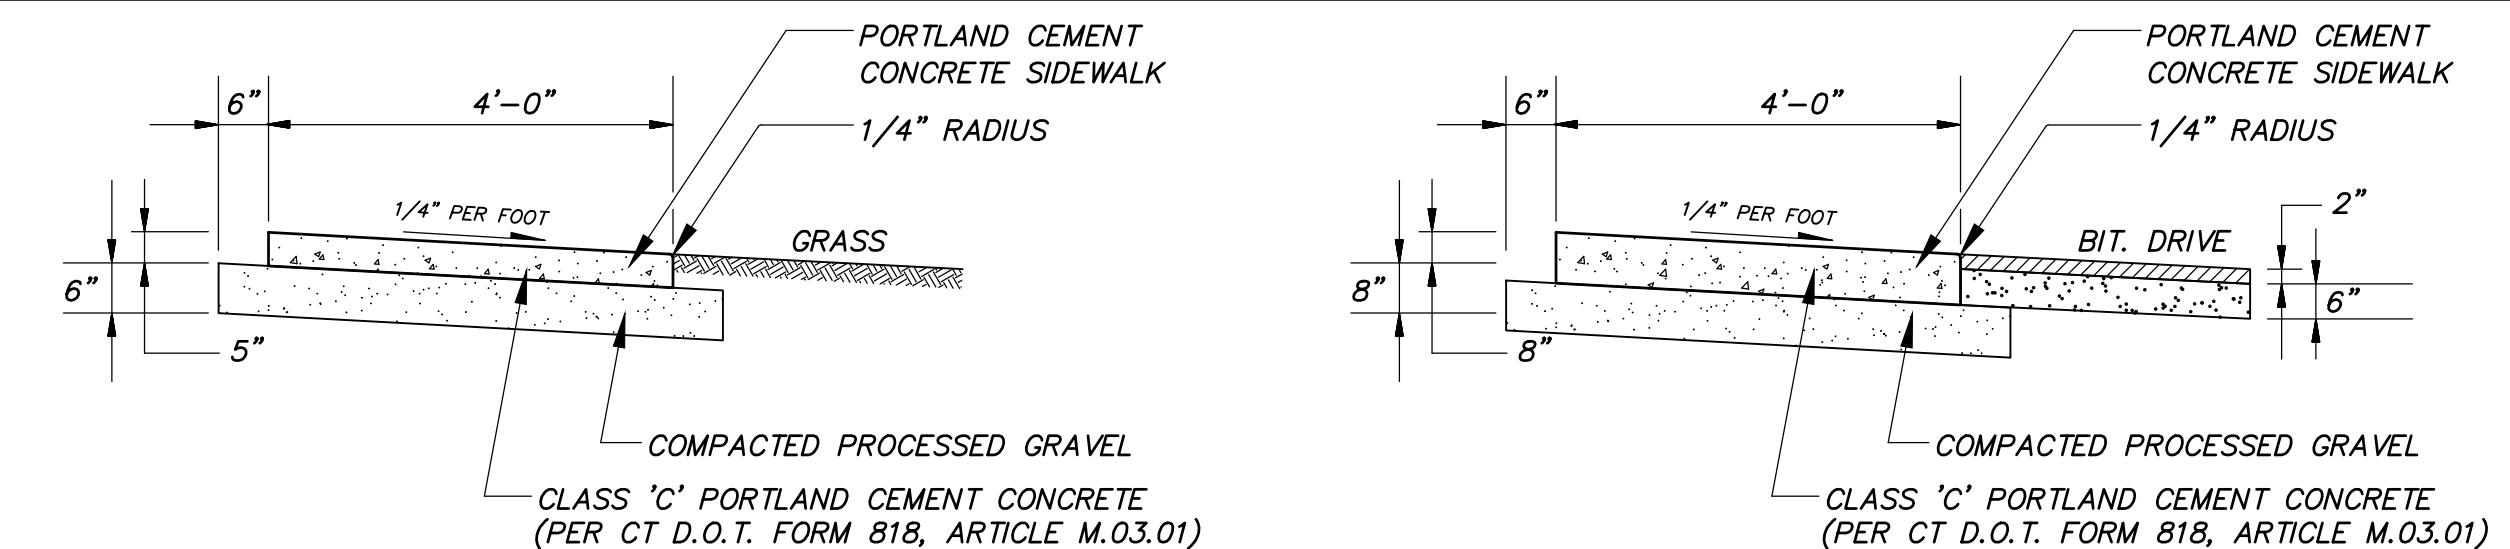 PORTLAND CEMENT
CONCRETE SIDEWALK
6" 4'-0"
1/4" RADIUS
1/4" PER FOOT
GRASS
6"
5"
COMPACTED PROCESSED GRAVEL
CLASS 'C' PORTLAND CEMENT CONCRETE
(PER CT D.O.T. FORM 818, ARTICLE M.03.01)
PORTLAND CEMENT
CONCRETE SIDEWALK
6" 4'-0"
1/4" RADIUS
1/4" PER FOOT
2"
BIT. DRIVE
8"
6"
8"
COMPACTED PROCESSED GRAVEL
CLASS 'C' PORTLAND CEMENT CONCRETE
(PER CT D.O.T. FORM 818, ARTICLE M.03.01)